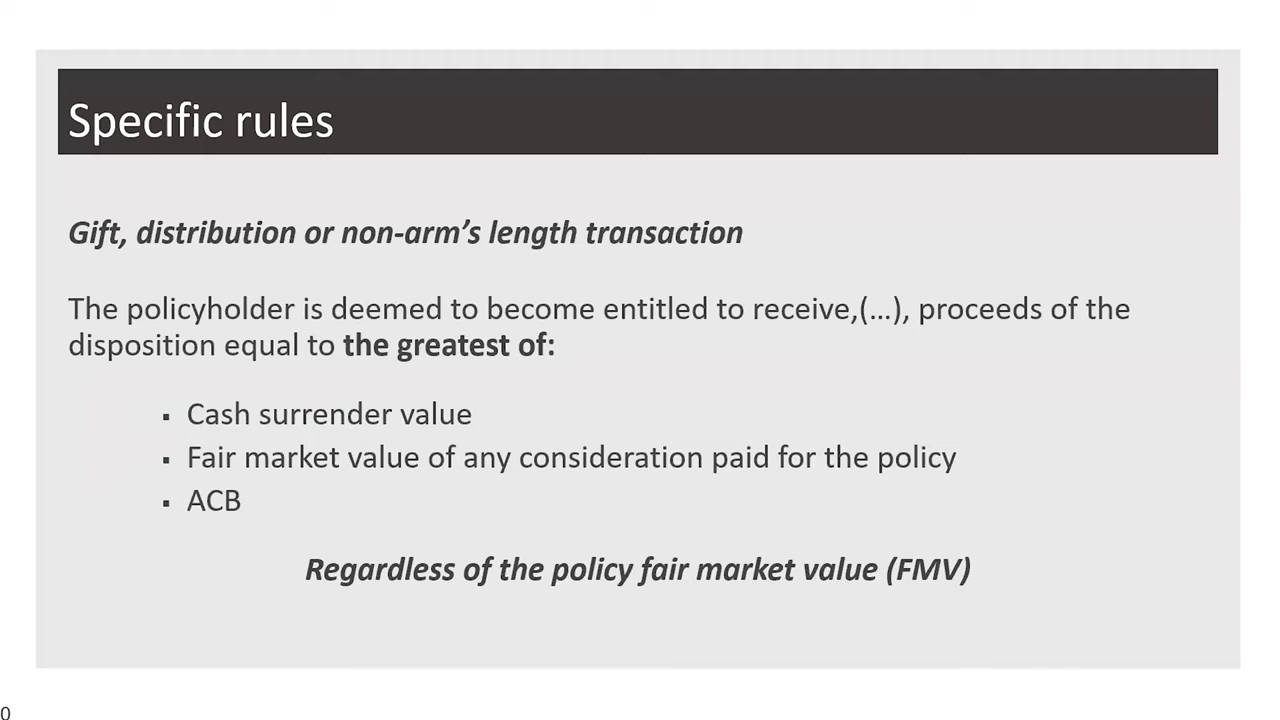 Specific rules
Gift, distribution or non-arm’s length transaction
The policyholder is deemed to become entitled to receive,(…), proceeds of the
disposition equal to the greatest of:
▪ Cash surrender value
▪ Fair market value of any consideration paid for the policy
▪ ACB
Regardless of the policy fair market value (FMV)
0